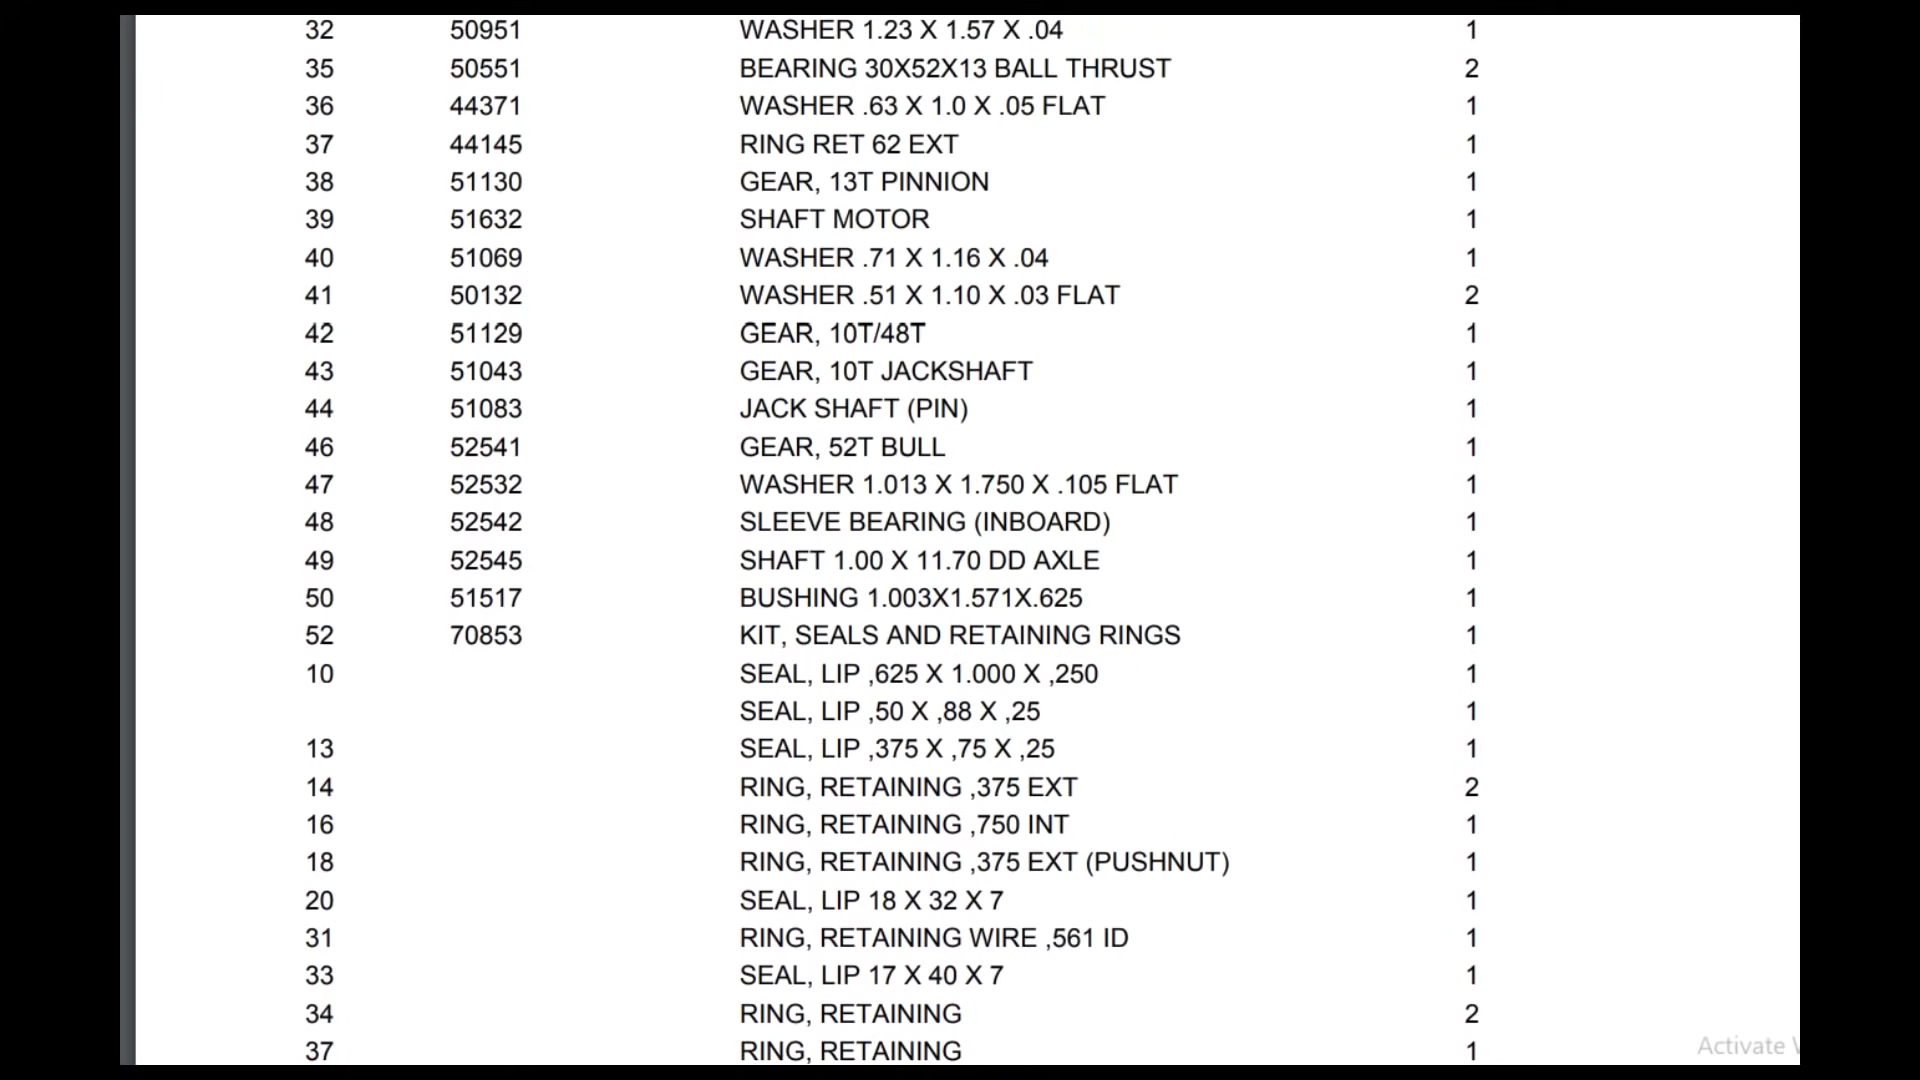 32 50951 WASHER 1.23 X 1.57 X .04 1
35 50551 BEARING 30X52X13 BALL THRUST 2
36 44371 WASHER .63 X 1.0 X .05 FLAT 1
37 44145 RING RET 62 EXT 1
38 51130 GEAR, 13T PINNION 1
39 51632 SHAFT MOTOR 1
40 51069 WASHER .71 X 1.16 X .04 1
41 50132 WASHER .51 X 1.10 X .03 FLAT 2
42 51129 GEAR, 10T/48T 1
43 51043 GEAR, 10T JACKSHAFT 1
44 51083 JACK SHAFT (PIN) 1
46 52541 GEAR, 52T BULL 1
47 52532 WASHER 1.013 X 1.750 X .105 FLAT 1
48 52542 SLEEVE BEARING (INBOARD) 1
49 52545 SHAFT 1.00 X 11.70 DD AXLE 1
50 51517 BUSHING 1.003X1.571X.625 1
52 70853 KIT, SEALS AND RETAINING RINGS 1
10 SEAL, LIP ,625 X 1.000 X ,250 1
SEAL, LIP ,50 X ,88 X ,25 1
13 SEAL, LIP ,375 X ,75 X ,25 1
14 RING, RETAINING ,375 EXT 2
16 RING, RETAINING ,750 INT 1
18 RING, RETAINING ,375 EXT (PUSHNUT) 1
20 SEAL, LIP 18 X 32 X 7 1
31 RING, RETAINING WIRE ,561 ID 1
33 SEAL, LIP 17 X 40 X 7 1
34 RING, RETAINING 2
37 RING, RETAINING 1
Activate